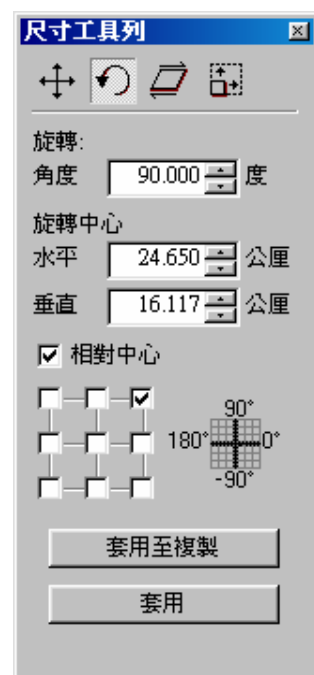 尺寸工具列
旋轉:
角度 90.000 度
旋轉中心
水平 24.650 公厘
垂直 16.117 公厘
相對中心
90°
180° 0°
-90°
套用至複製
套用